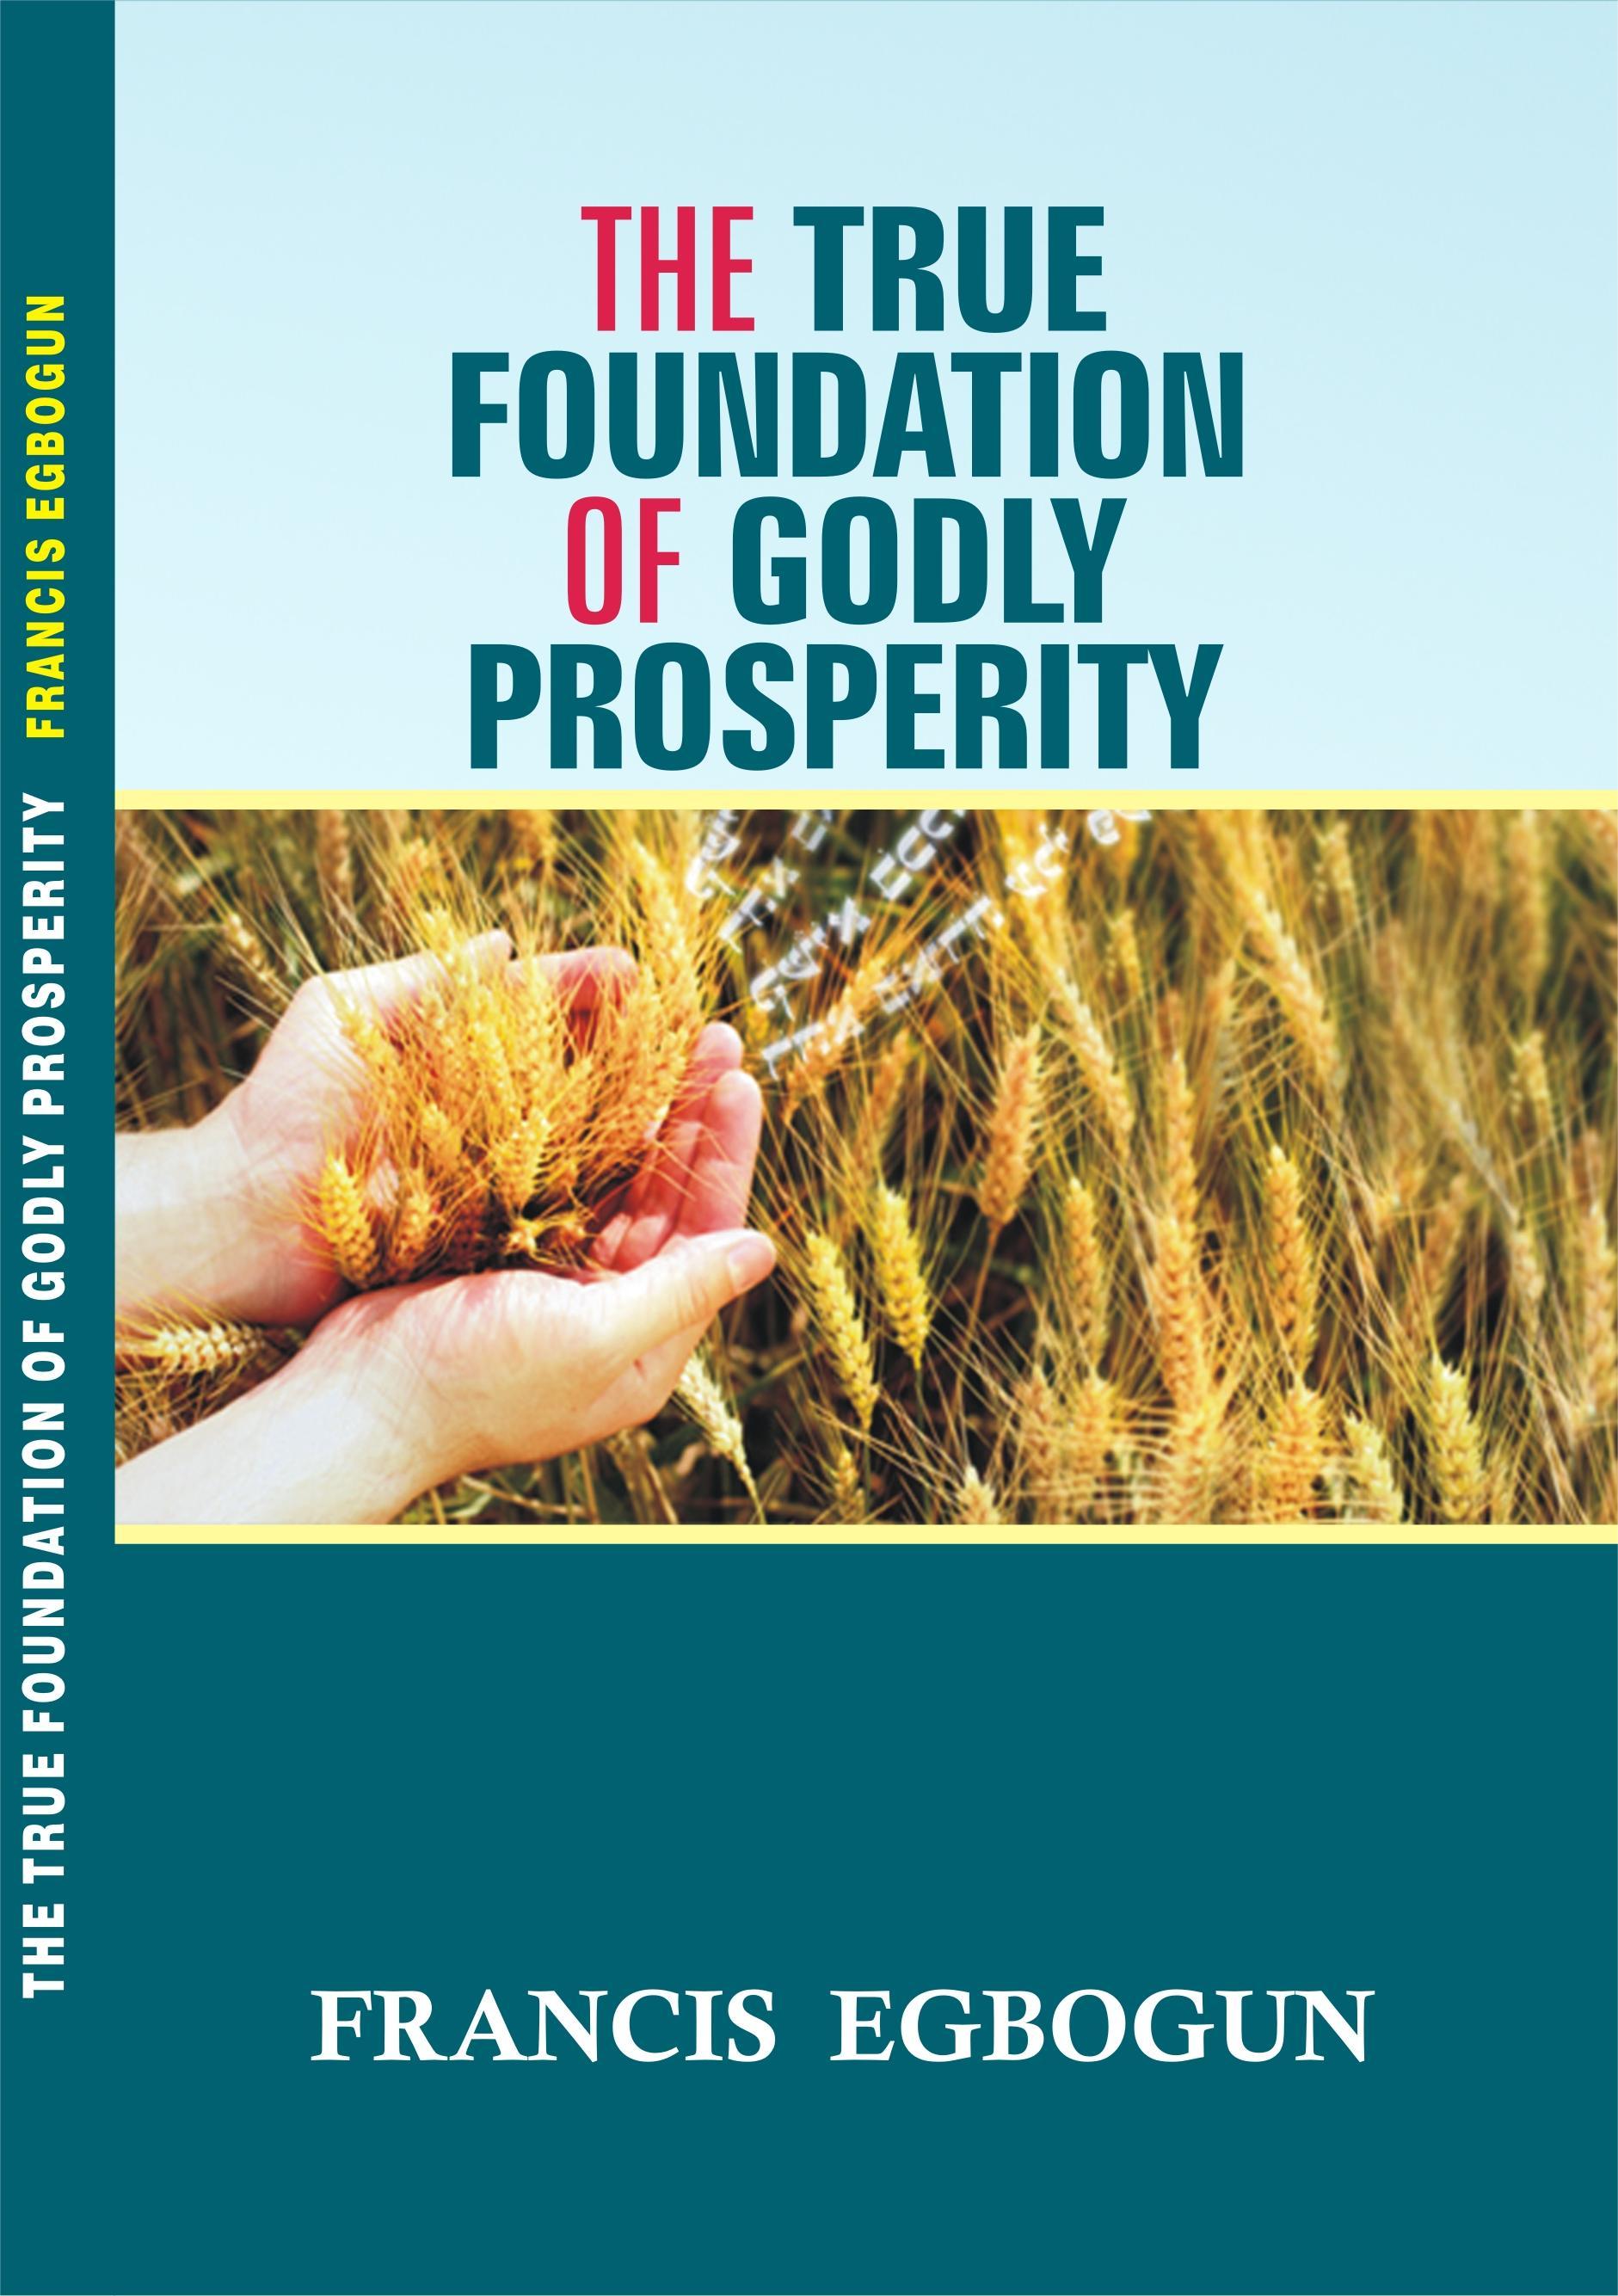 THE TRUE
FOUNDATION
OF GODLY
PROSPERITY
FRANCIS EGBOGUN
THE TRUE FOUNDATION OF GODLY PROSPERITY FRANCIS EGBOGUN